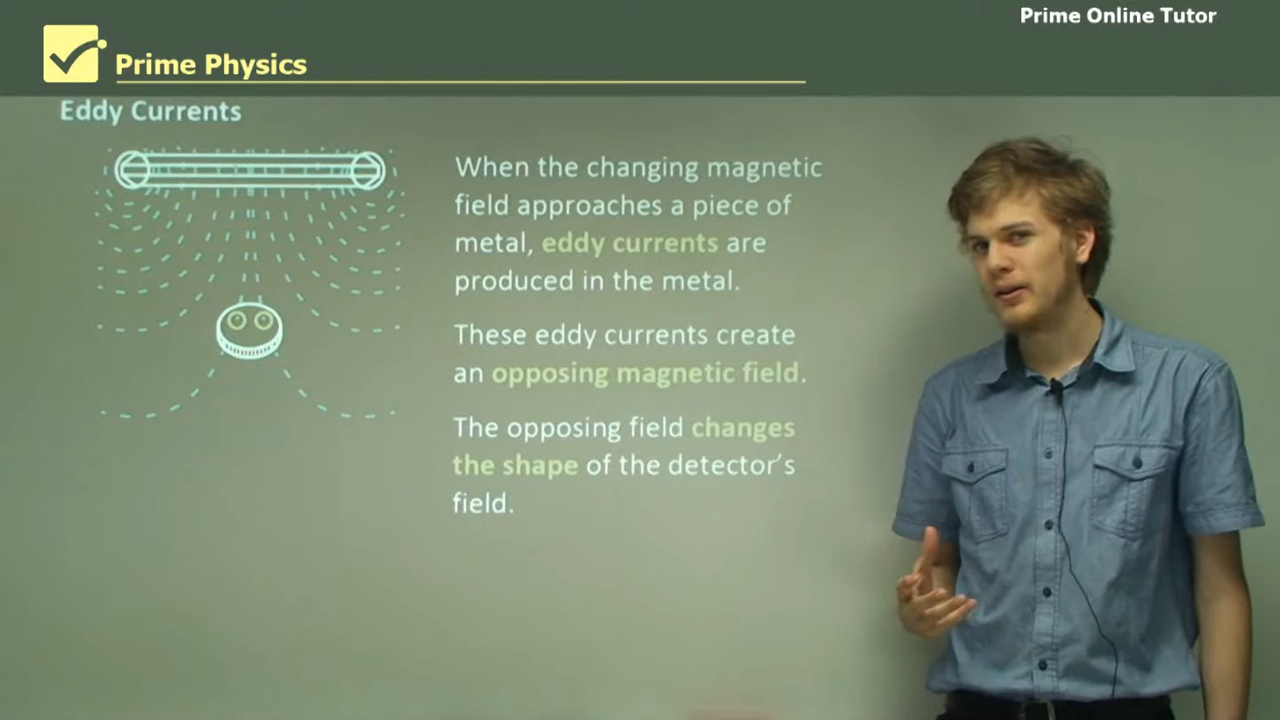 Prime Online Tutor
Prime Physics
Eddy Currents
When the changing magnetic
field approaches a piece of
metal, eddy currents are
produced in the metal.
These eddy currents create
an opposing magnetic field.
The opposing field changes
the shape of the detector's
field.